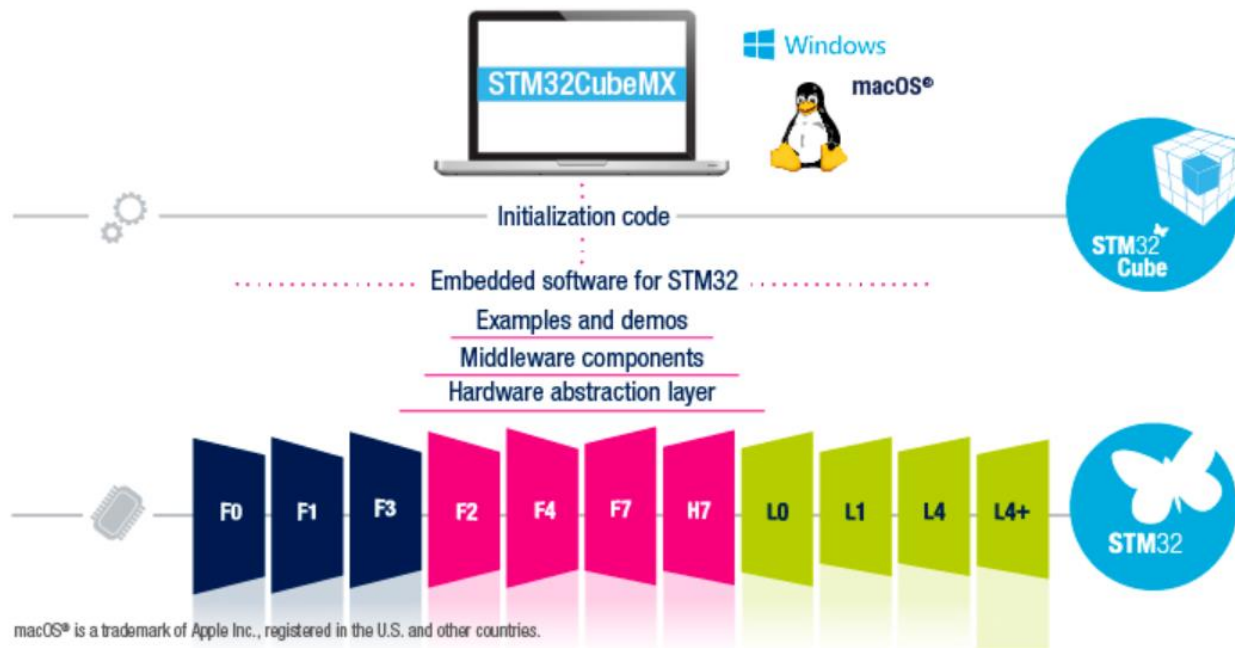 STM32CubeMX
Windows
macOS®
Initialization code
STM32
Cube
Embedded software for STM32
Examples and demos
Middleware components
Hardware abstraction layer
F0 F1 F3 F2 F4 F7 H7 L0 L1 L4 L4+
STM32
macOS® is a trademark of Apple Inc., registered in the U.S. and other countries.